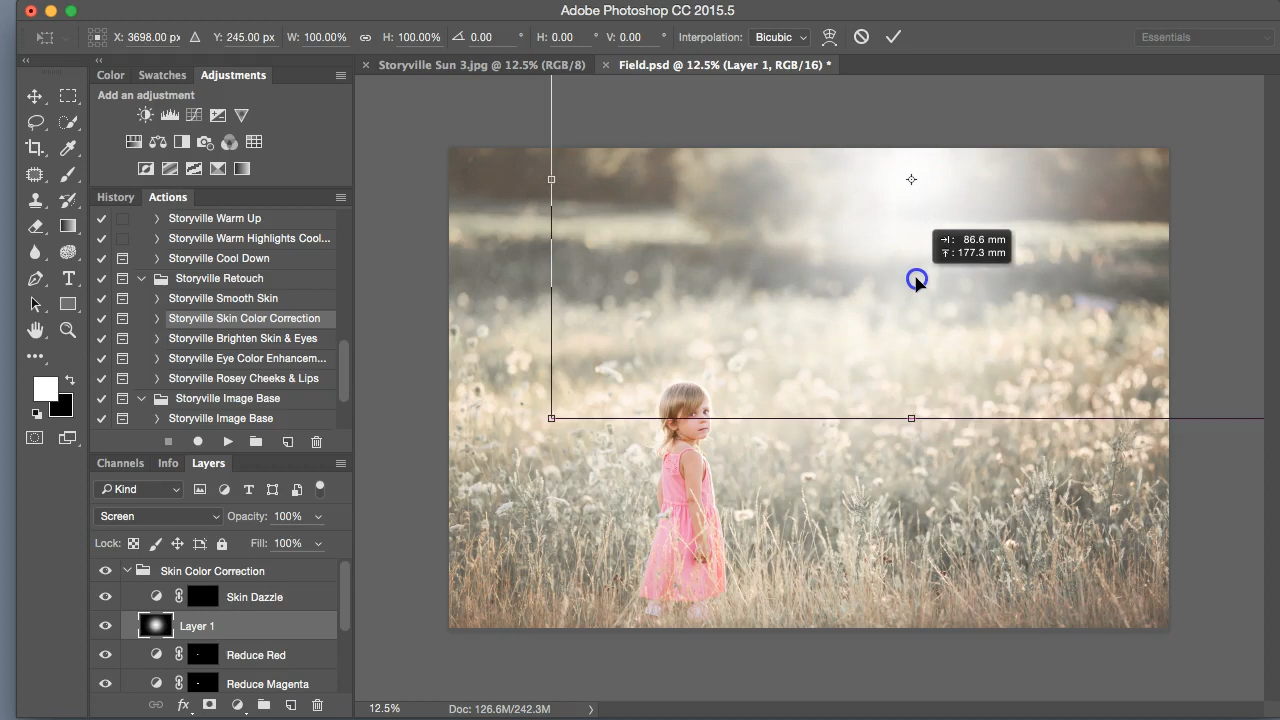 Adobe Photoshop CC 2015.5
X: 3698.00 px Y: 245.00 px W: 100.00% H: 100.00% 0.00 ° H: 0.00 ° V: 0.00 ° Interpolation: Bicubic Essentials
Storyville Sun 3.jpg @ 12.5% (RGB/8) Field.psd @ 12.5% (Layer 1, RGB/16) *
Color Swatches Adjustments
Add an adjustment
History Actions
Storyville Warm Up
Storyville Warm Highlights Cool...
Storyville Cool Down
Storyville Retouch
Storyville Smooth Skin
Storyville Skin Color Correction
Storyville Brighten Skin & Eyes
Storyville Eye Color Enhancem...
Storyville Rosey Cheeks & Lips
Storyville Image Base
Storyville Image Base
Channels Info Layers
Kind
Screen Opacity: 100%
Lock: Fill: 100%
Skin Color Correction
Skin Dazzle
Layer 1
Reduce Red
Reduce Magenta
fx
: 86.6 mm
: 177.3 mm
12.5% Doc: 126.6M/242.3M